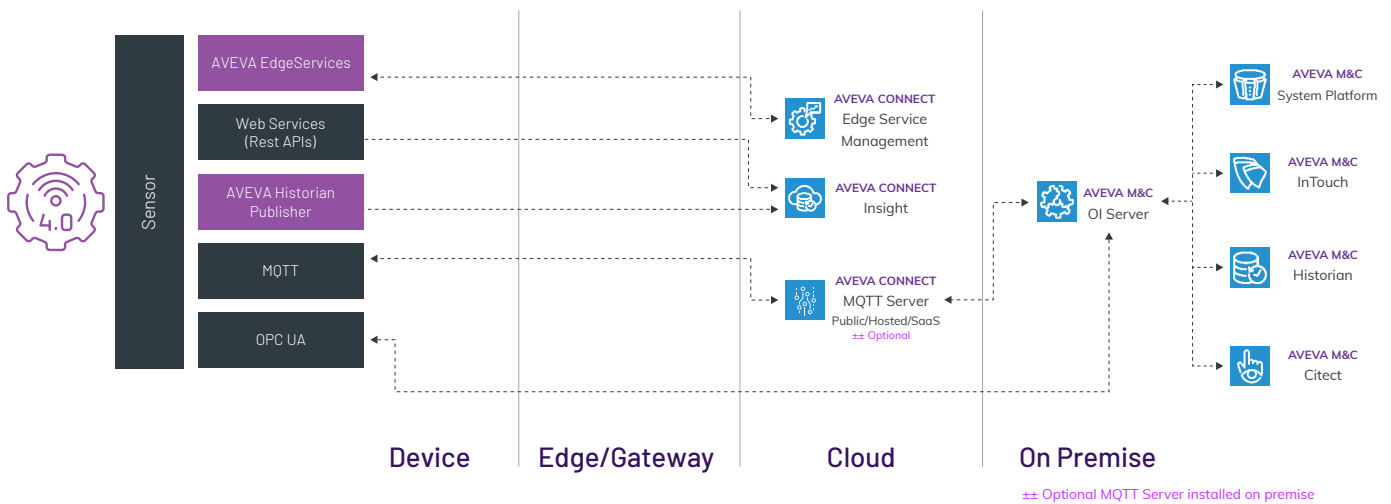 4.0
Sensor
AVEVA EdgeServices
Web Services
(Rest APIs)
AVEVA Historian
Publisher
MQTT
OPC UA
AVEVA CONNECT
Edge Service
Management
AVEVA CONNECT
Insight
AVEVA CONNECT
MQTT Server
Public/Hosted/SaaS
±± Optional
AVEVA M&C
OI Server
AVEVA M&C
System Platform
AVEVA M&C
InTouch
AVEVA M&C
Historian
AVEVA M&C
Citect
Device
Edge/Gateway
Cloud
On Premise
±± Optional MQTT Server installed on premise